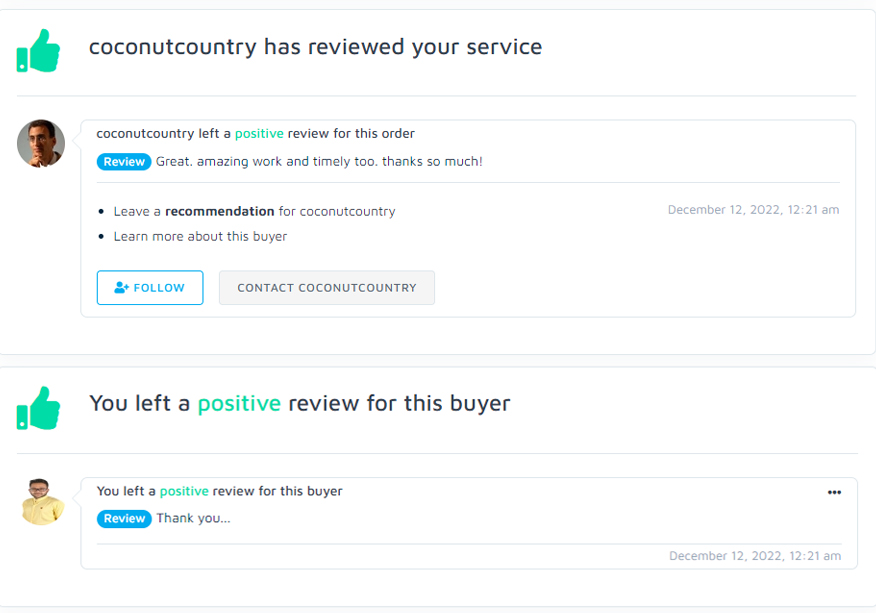 coconutcountry has reviewed your service
coconutcountry left a positive review for this order
Review Great. amazing work and timely too. thanks so much!
Leave a recommendation for coconutcountry
December 12, 2022, 12:21 am
Learn more about this buyer
FOLLOW
CONTACT COCONUTCOUNTRY
You left a positive review for this buyer
You left a positive review for this buyer
Review Thank you...
December 12, 2022, 12:21 am